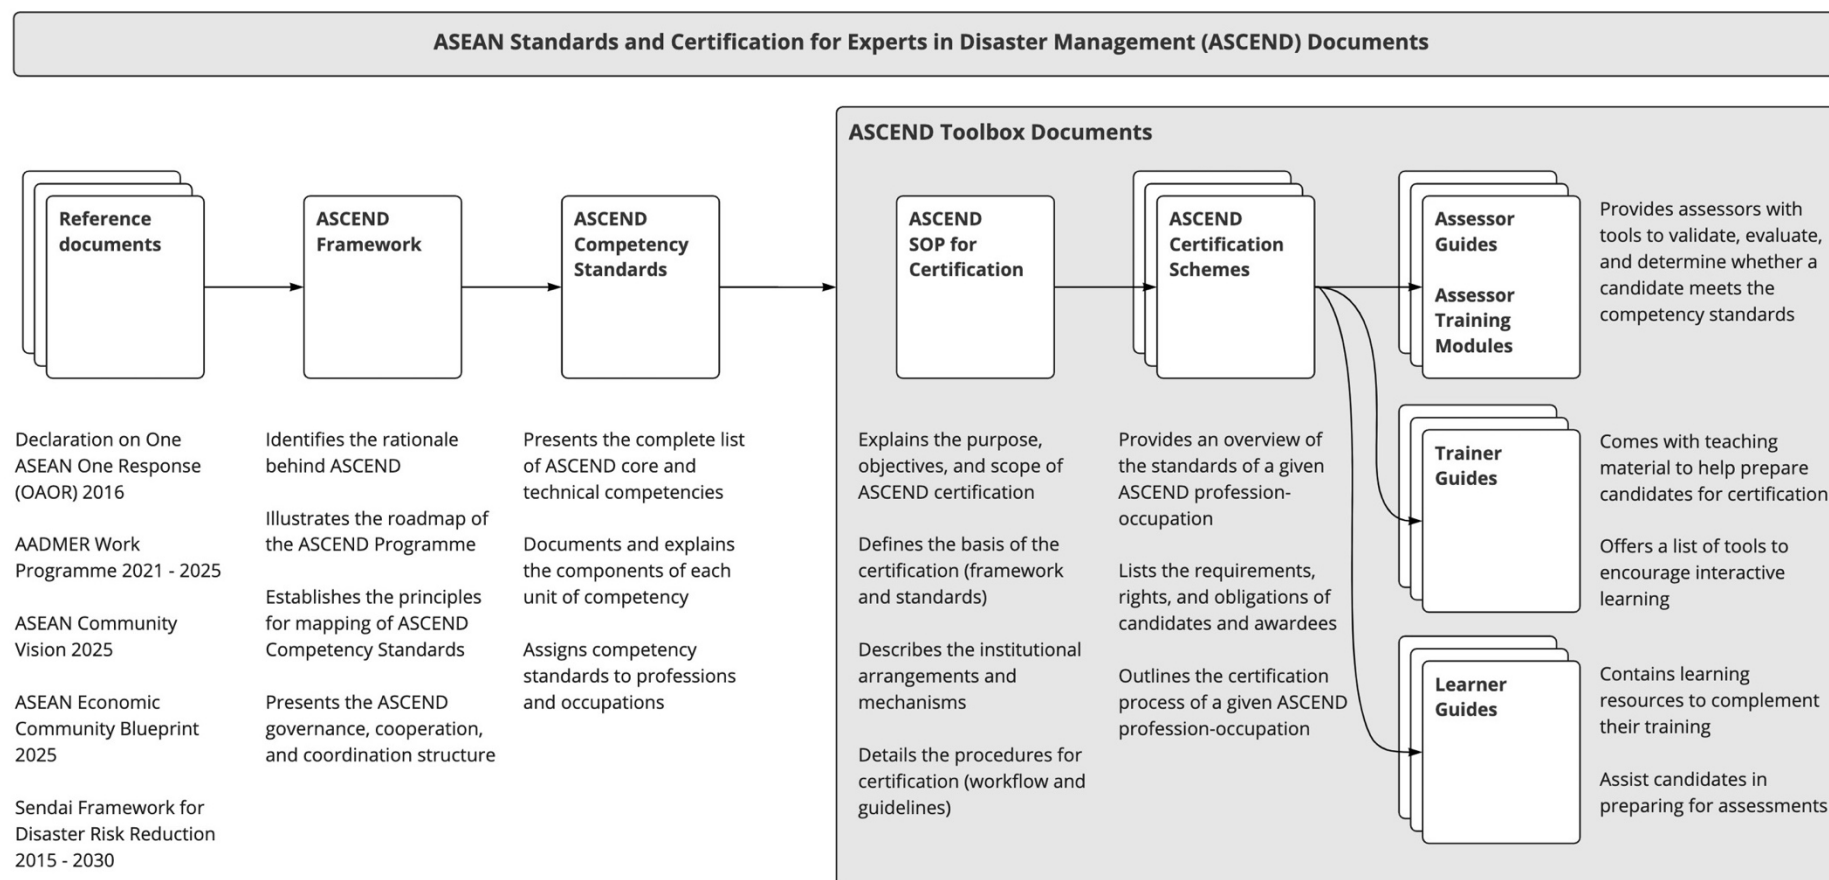 ASEAN Standards and Certification for Experts in Disaster Management (ASCEND) Documents
ASCEND Toolbox Documents
Reference
documents
ASCEND
Framework
ASCEND
Competency
Standards
ASCEND
SOP for
Certification
ASCEND
Certification
Schemes
Assessor
Guides
Assessor
Training
Modules
Provides assessors with
tools to validate, evaluate,
and determine whether a
candidate meets the
competency standards
Trainer
Guides
Comes with teaching
material to help prepare
candidates for certification
Offers a list of tools to
encourage interactive
learning
Learner
Guides
Contains learning
resources to complement
their training
Assist candidates in
preparing for assessments
Declaration on One
ASEAN One Response
(OAOR) 2016
AADMER Work
Programme 2021 - 2025
ASEAN Community
Vision 2025
ASEAN Economic
Community Blueprint
2025
Sendai Framework for
Disaster Risk Reduction
2015 - 2030
Identifies the rationale
behind ASCEND
Illustrates the roadmap of
the ASCEND Programme
Establishes the principles
for mapping of ASCEND
Competency Standards
Presents the ASCEND
governance, cooperation,
and coordination structure
Presents the complete list
of ASCEND core and
technical competencies
Documents and explains
the components of each
unit of competency
Assigns competency
standards to professions
and occupations
Explains the purpose,
objectives, and scope of
ASCEND certification
Defines the basis of the
certification (framework
and standards)
Describes the institutional
arrangements and
mechanisms
Details the procedures for
certification (workflow and
guidelines)
Provides an overview of
the standards of a given
ASCEND profession-
occupation
Lists the requirements,
rights, and obligations of
candidates and awardees
Outlines the certification
process of a given ASCEND
profession-occupation